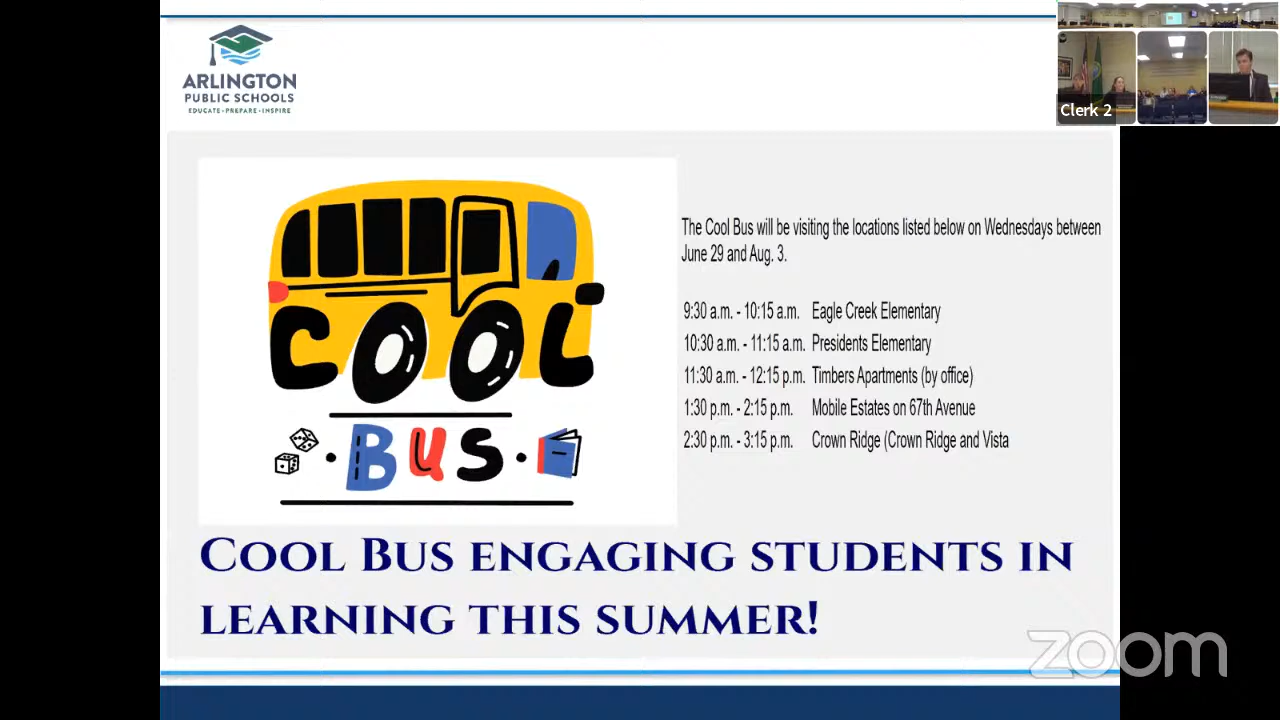 ARLINGTON
PUBLIC SCHOOLS
EDUCATE • PREPARE • INSPIRE
Clerk 2
COOL
• BUS •
The Cool Bus will be visiting the locations listed below on Wednesdays between
June 29 and Aug. 3.
9:30 a.m. - 10:15 a.m. Eagle Creek Elementary
10:30 a.m. - 11:15 a.m. Presidents Elementary
11:30 a.m. - 12:15 p.m. Timbers Apartments (by office)
1:30 p.m. - 2:15 p.m. Mobile Estates on 67th Avenue
2:30 p.m. - 3:15 p.m. Crown Ridge (Crown Ridge and Vista
Cool Bus engaging students in
learning this summer!
zoom